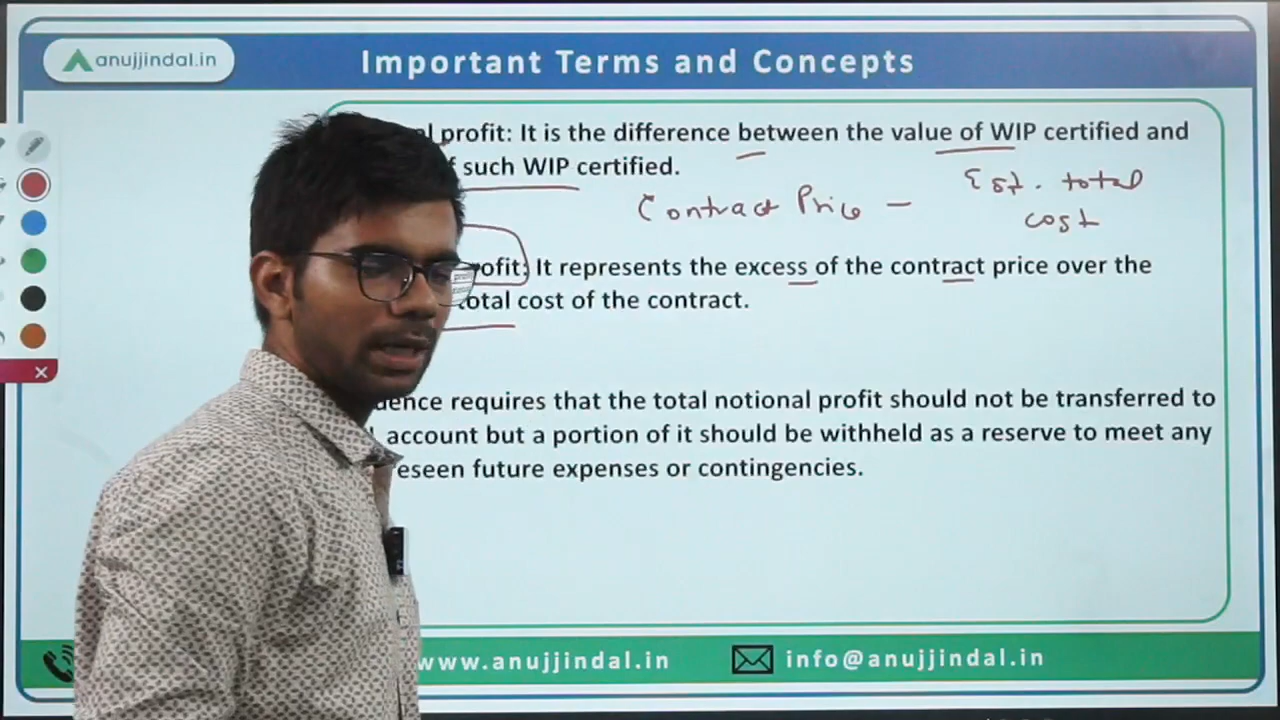 anujjindal.in
Important Terms and Concepts
profit: It is the difference between the value of WIP certified and
such WIP certified.
Contract Price - Est. total
cost
rofit: It represents the excess of the contract price over the
total cost of the contract.
dence requires that the total notional profit should not be transferred to
account but a portion of it should be withheld as a reserve to meet any
reseen future expenses or contingencies.
www.anujjindal.in
info@anujjindal.in